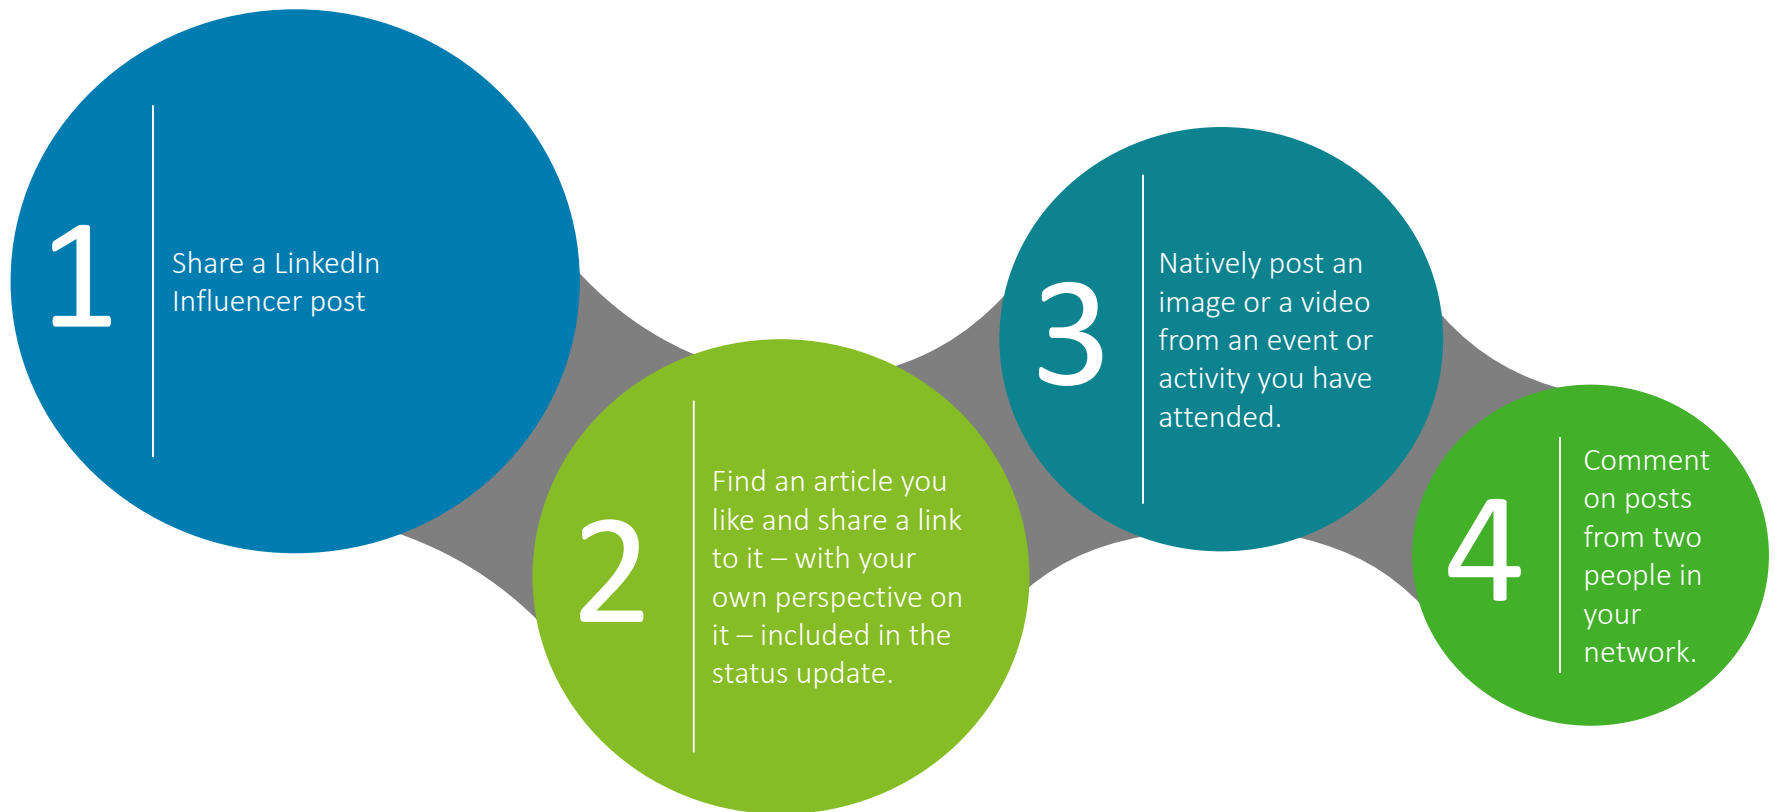 1
Share a LinkedIn
Influencer post
2
Find an article you
like and share a link
to it – with your
own perspective on
it – included in the
status update.
3
Natively post an
image or a video
from an event or
activity you have
attended.
4
Comment
on posts
from two
people in
your
network.